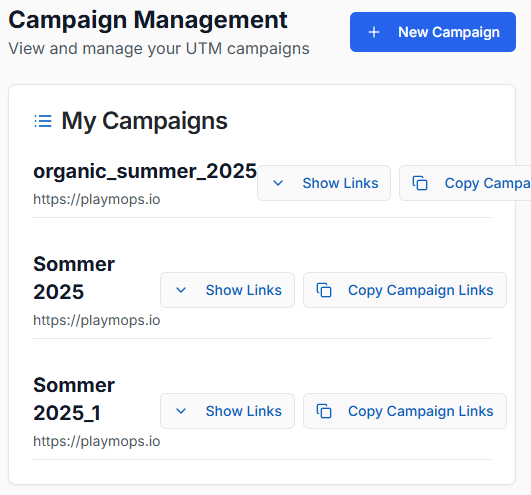 Campaign Management
View and manage your UTM campaigns
New Campaign
My Campaigns
organic_summer_2025
https://playmops.io
Show Links
Copy Campa
Sommer
2025
https://playmops.io
Show Links
Copy Campaign Links
Sommer
2025_1
https://playmops.io
Show Links
Copy Campaign Links